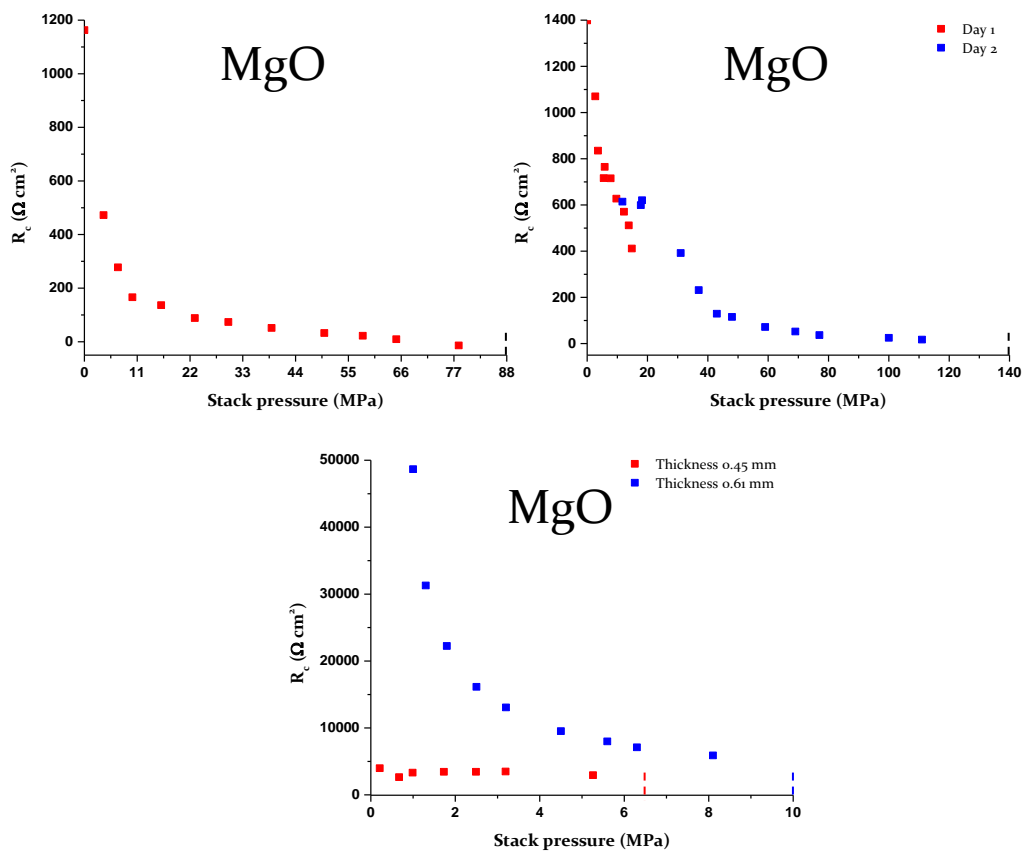 MgO
1200
1000
800
600
400
200
0
R_c (Ω cm²)
0 11 22 33 44 55 66 77 88
Stack pressure (MPa)
MgO
Day 1
Day 2
1400
1200
1000
800
600
400
200
0
R_c (Ω cm²)
0 20 40 60 80 100 120 140
Stack pressure (MPa)
MgO
Thickness 0.45 mm
Thickness 0.61 mm
50000
40000
30000
20000
10000
0
R_c (Ω cm²)
0 2 4 6 8 10
Stack pressure (MPa)